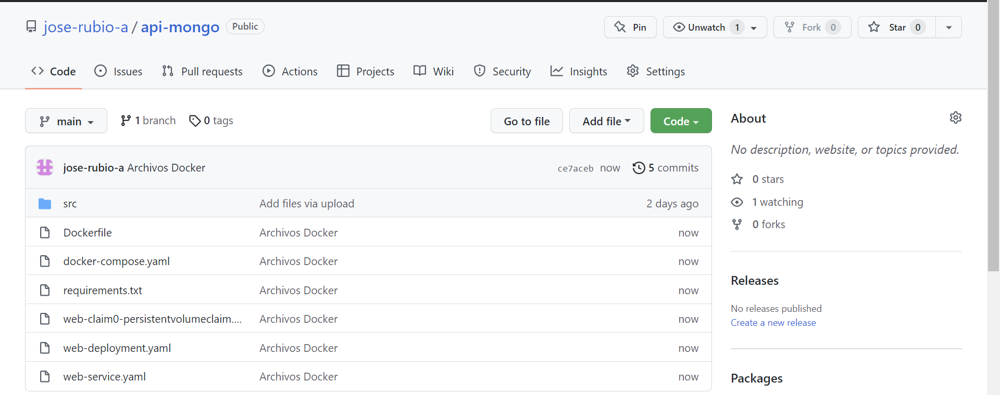 jose-rubio-a / api-mongo Public Pin Unwatch 1 Fork 0 Star 0
Code Issues Pull requests Actions Projects Wiki Security Insights Settings
main 1 branch 0 tags Go to file Add file Code
jose-rubio-a Archivos Docker ce7aceb now 5 commits
src Add files via upload 2 days ago
Dockerfile Archivos Docker now
docker-compose.yaml Archivos Docker now
requirements.txt Archivos Docker now
web-claim0-persistentvolumeclaim.... Archivos Docker now
web-deployment.yaml Archivos Docker now
web-service.yaml Archivos Docker now
About
No description, website, or topics provided.
0 stars
1 watching
0 forks
Releases
No releases published
Create a new release
Packages